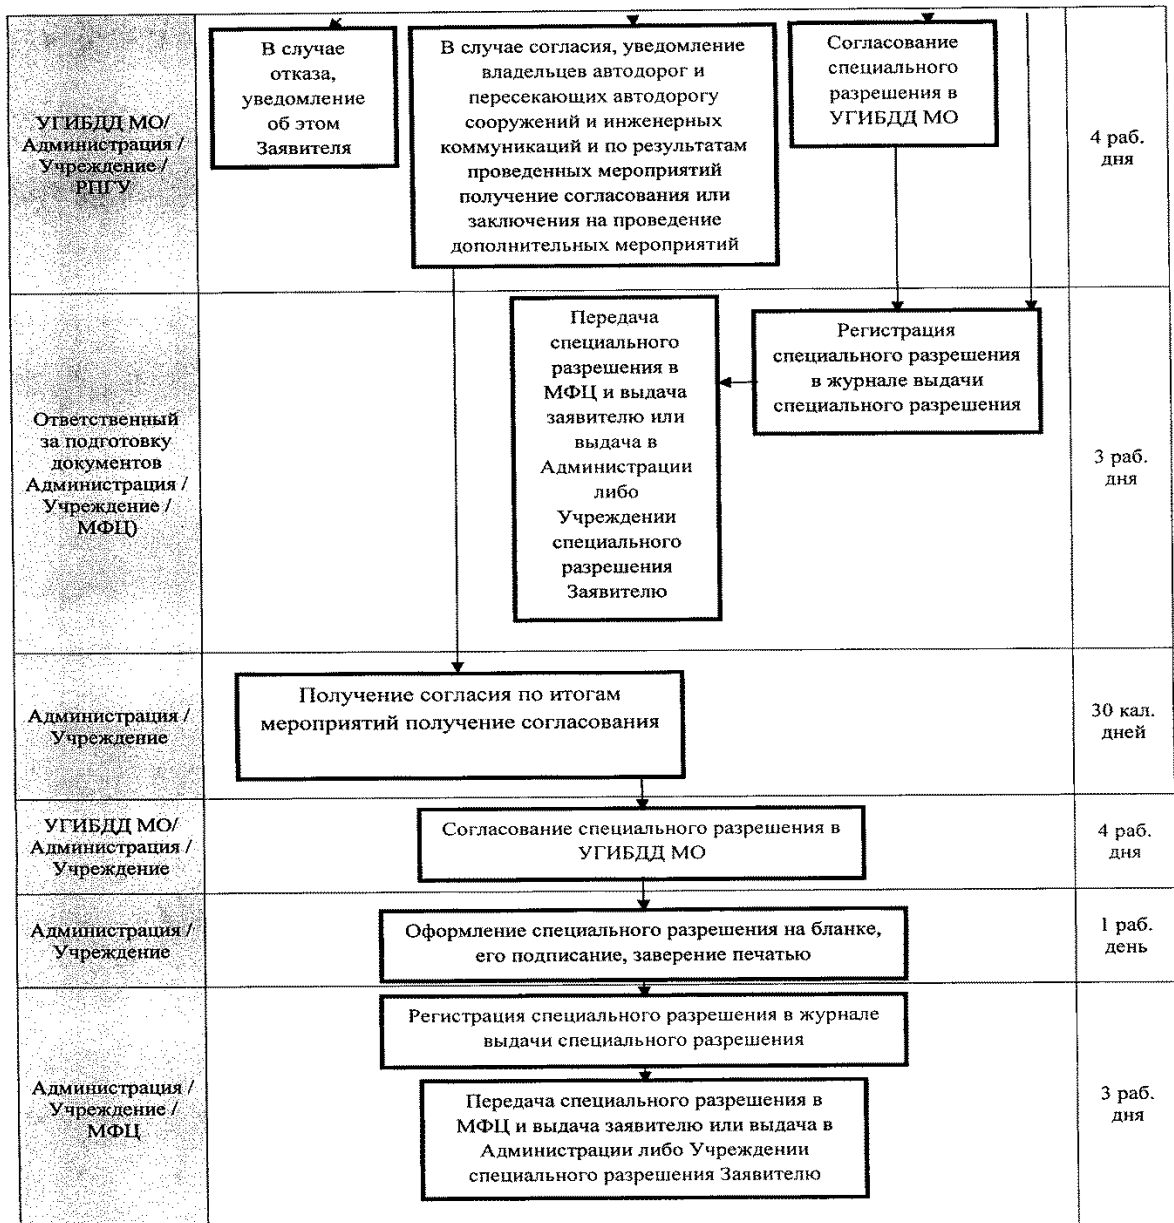 УГИБДД МО/
Администрация /
Учреждение /
РПГУ
В случае
отказа,
уведомление
об этом
Заявителя
В случае согласия, уведомление
владельцев автодорог и
пересекающих автодорогу
сооружений и инженерных
коммуникаций и по результатам
проведенных мероприятий
получение согласования или
заключения на проведение
дополнительных мероприятий
Согласование
специального
разрешения в
УГИБДД МО
4 раб.
дня
Ответственный
за подготовку
документов
Администрация /
Учреждение /
МФЦ)
Передача
специального
разрешения в
МФЦ и выдача
заявителю или
выдача в
Администрации
либо
Учреждении
специального
разрешения
Заявителю
Регистрация
специального разрешения
в журнале выдачи
специального разрешения
3 раб.
дня
Администрация /
Учреждение
Получение согласия по итогам
мероприятий получение согласования
30 кал.
дней
УГИБДД МО/
Администрация /
Учреждение
Согласование специального разрешения в
УГИБДД МО
4 раб.
дня
Администрация /
Учреждение
Оформление специального разрешения на бланке,
его подписание, заверение печатью
1 раб.
день
Администрация /
Учреждение /
МФЦ
Регистрация специального разрешения в журнале
выдачи специального разрешения
Передача специального разрешения в
МФЦ и выдача заявителю или выдача в
Администрации либо Учреждении
специального разрешения Заявителю
3 раб.
дня